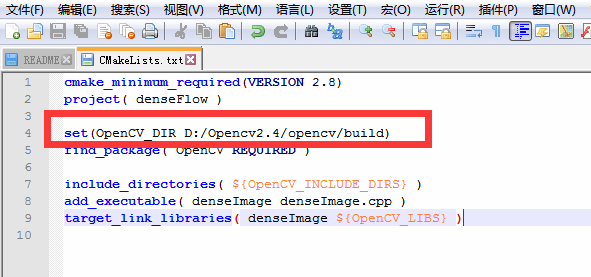 文件(F) 编辑(E) 搜索(S) 视图(V) 格式(M) 语言(L) 设置(T) 宏(O) 运行(R) 插件(P) 窗口(W)
README CMakeLists.txt
1 cmake_minimum_required(VERSION 2.8)
2 project( denseFlow )
3
4 set(OpenCV_DIR D:/Opencv2.4/opencv/build)
5 find_package( OpenCV REQUIRED )
6
7 include_directories( ${OpenCV_INCLUDE_DIRS} )
8 add_executable( denseImage denseImage.cpp )
9 target_link_libraries( denseImage ${OpenCV_LIBS} )
10